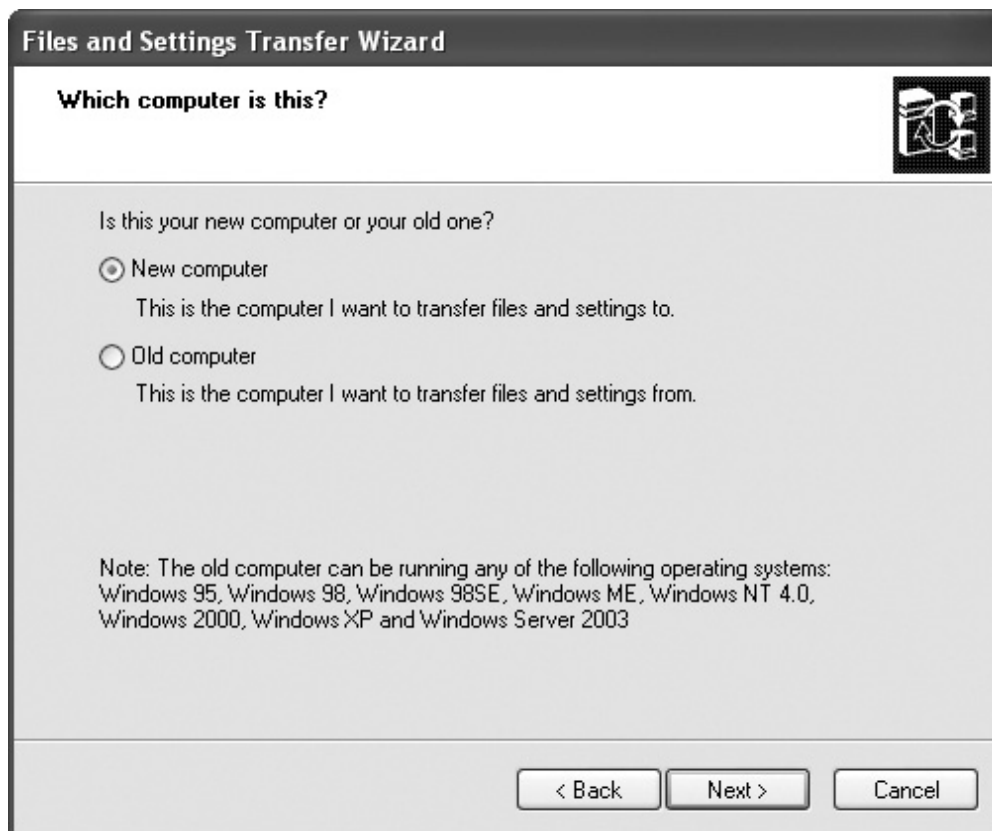 Files and Settings Transfer Wizard
Which computer is this?
Is this your new computer or your old one?
New computer
This is the computer I want to transfer files and settings to.
Old computer
This is the computer I want to transfer files and settings from.
Note: The old computer can be running any of the following operating systems:
Windows 95, Windows 98, Windows 98SE, Windows ME, Windows NT 4.0,
Windows 2000, Windows XP and Windows Server 2003
< Back Next > Cancel